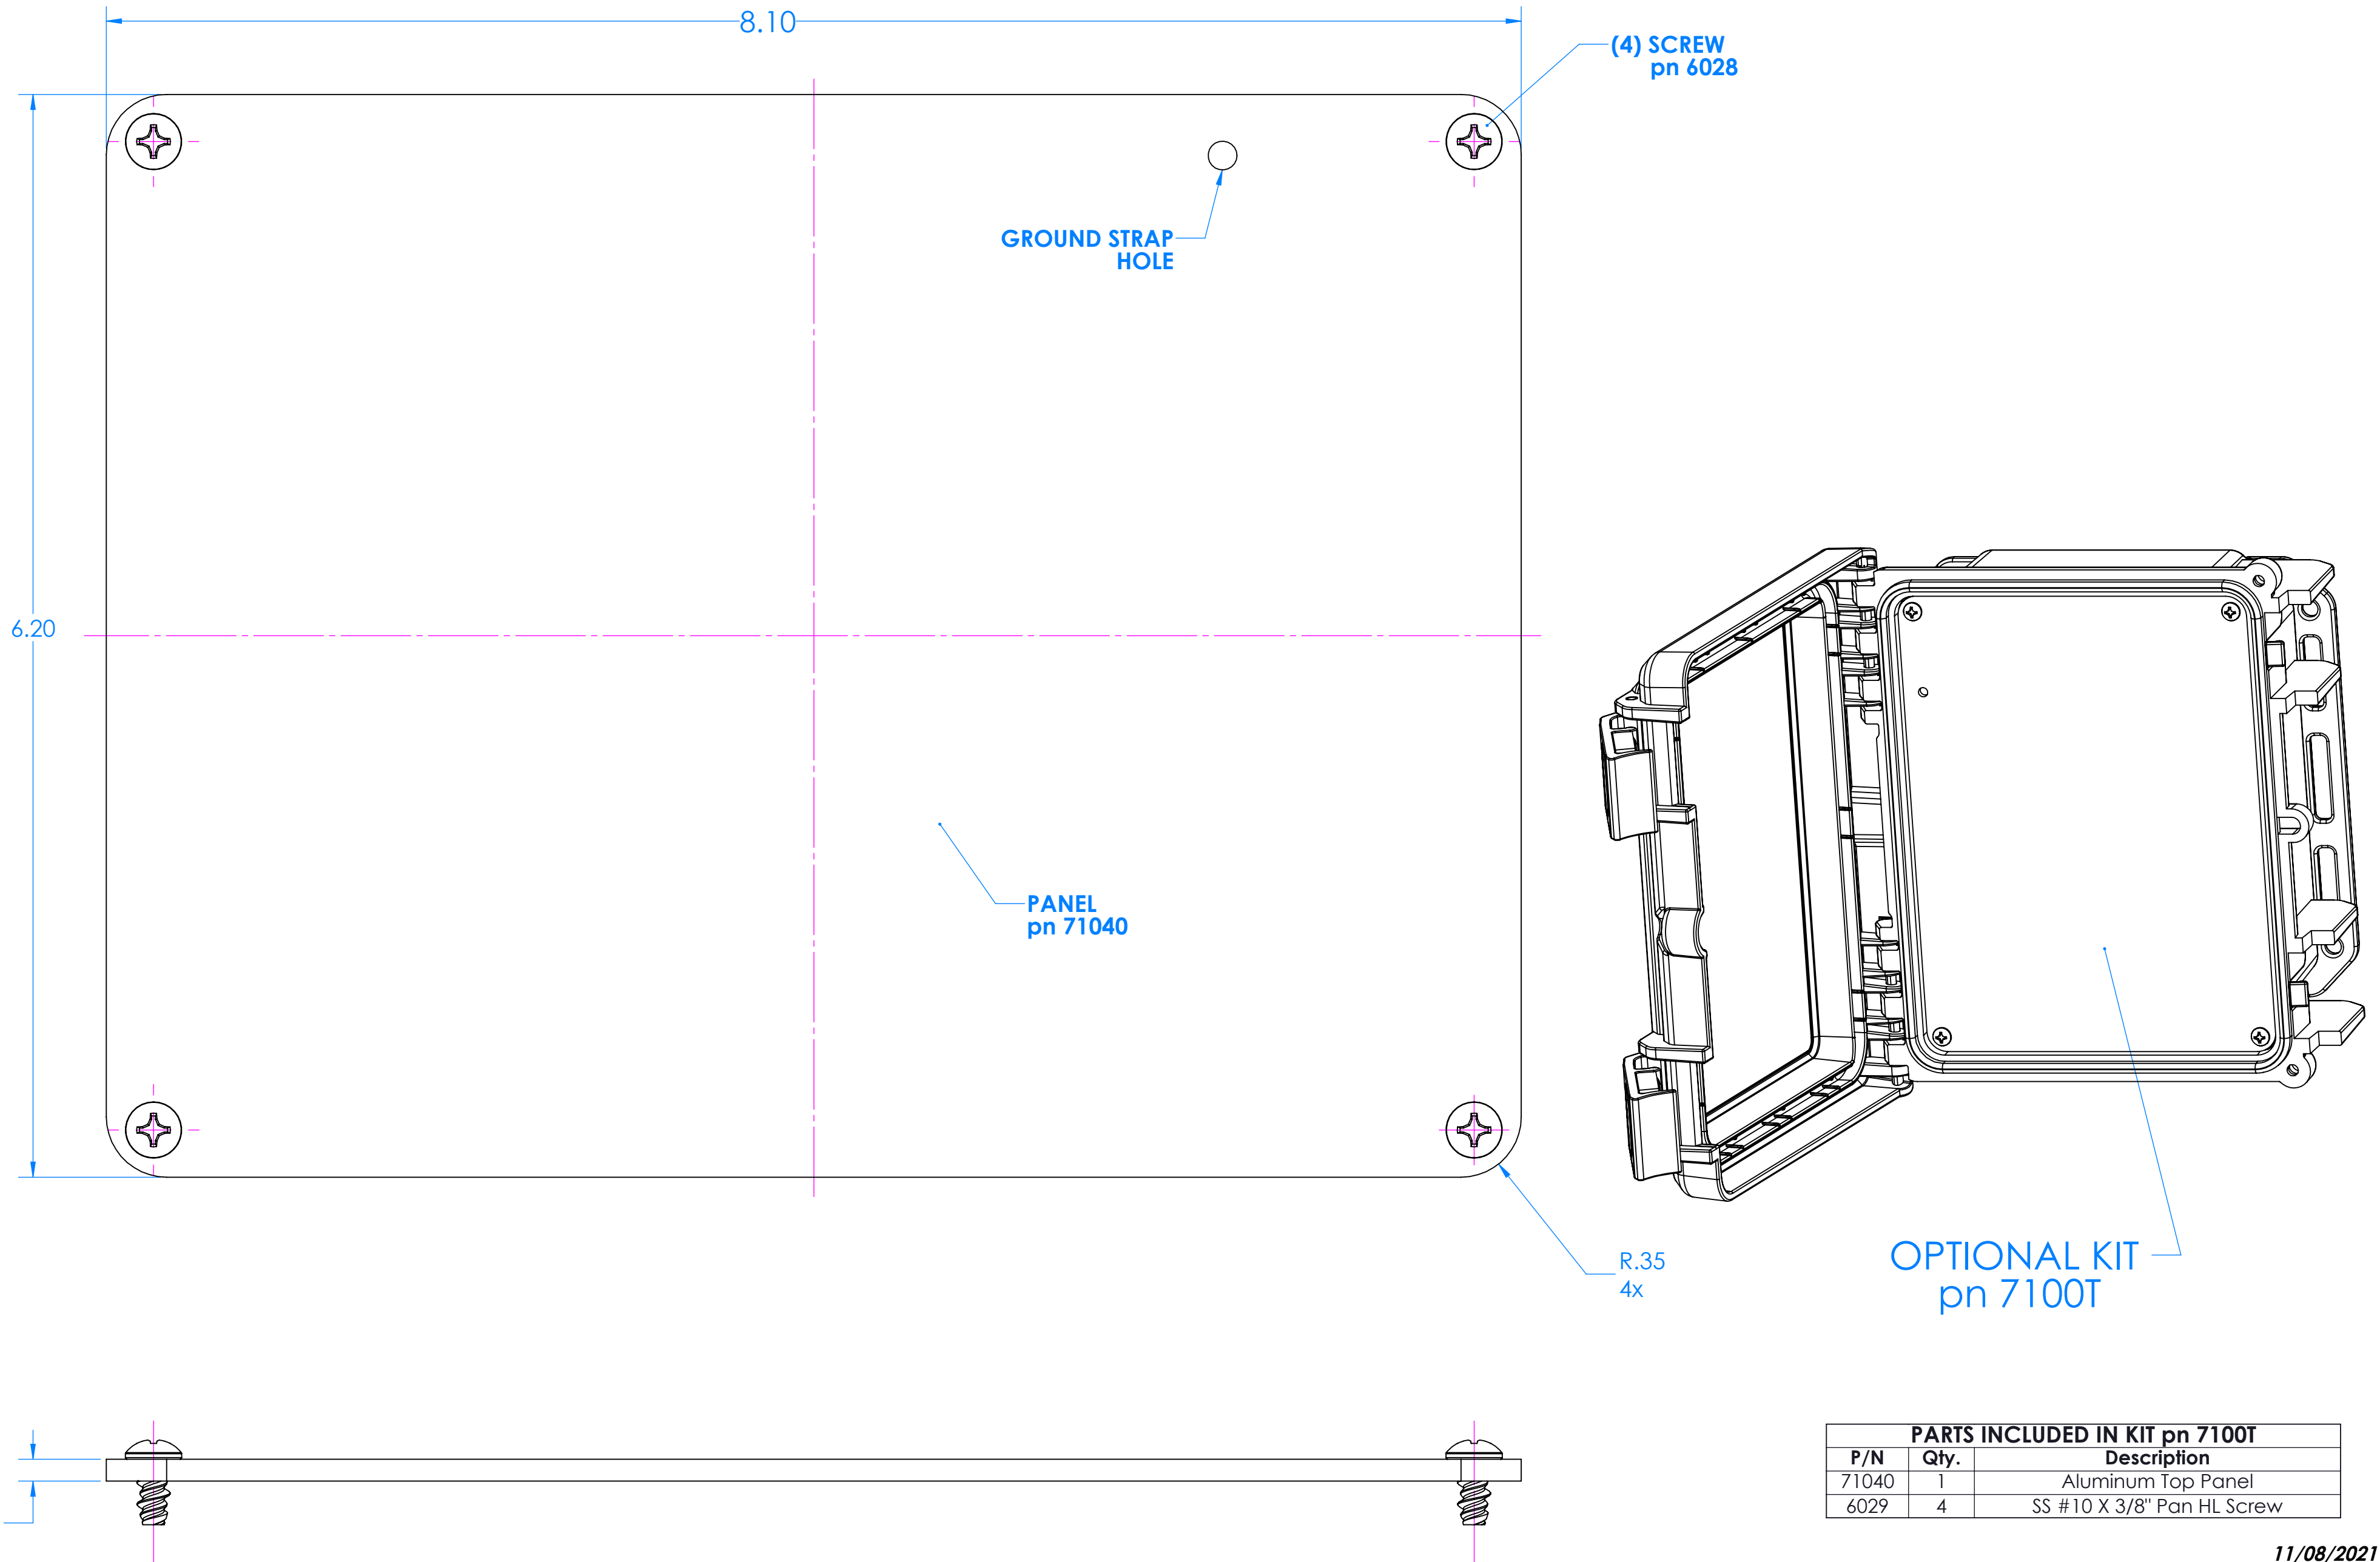 8.10
(4) SCREW
pn 6028
GROUND STRAP
HOLE
6.20
PANEL
pn 71040
R.35
4x
OPTIONAL KIT
pn 7100T
PARTS INCLUDED IN KIT pn 7100T
P/N Qty. Description
71040 1 Aluminum Top Panel
6029 4 SS #10 X 3/8" Pan HL Screw
11/08/2021